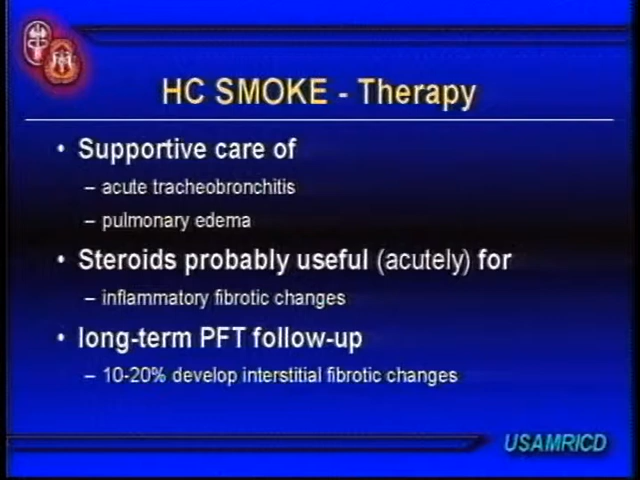 HC SMOKE - Therapy
• Supportive care of
– acute tracheobronchitis
– pulmonary edema
• Steroids probably useful (acutely) for
– inflammatory fibrotic changes
• long-term PFT follow-up
– 10-20% develop interstitial fibrotic changes
USAMRICD